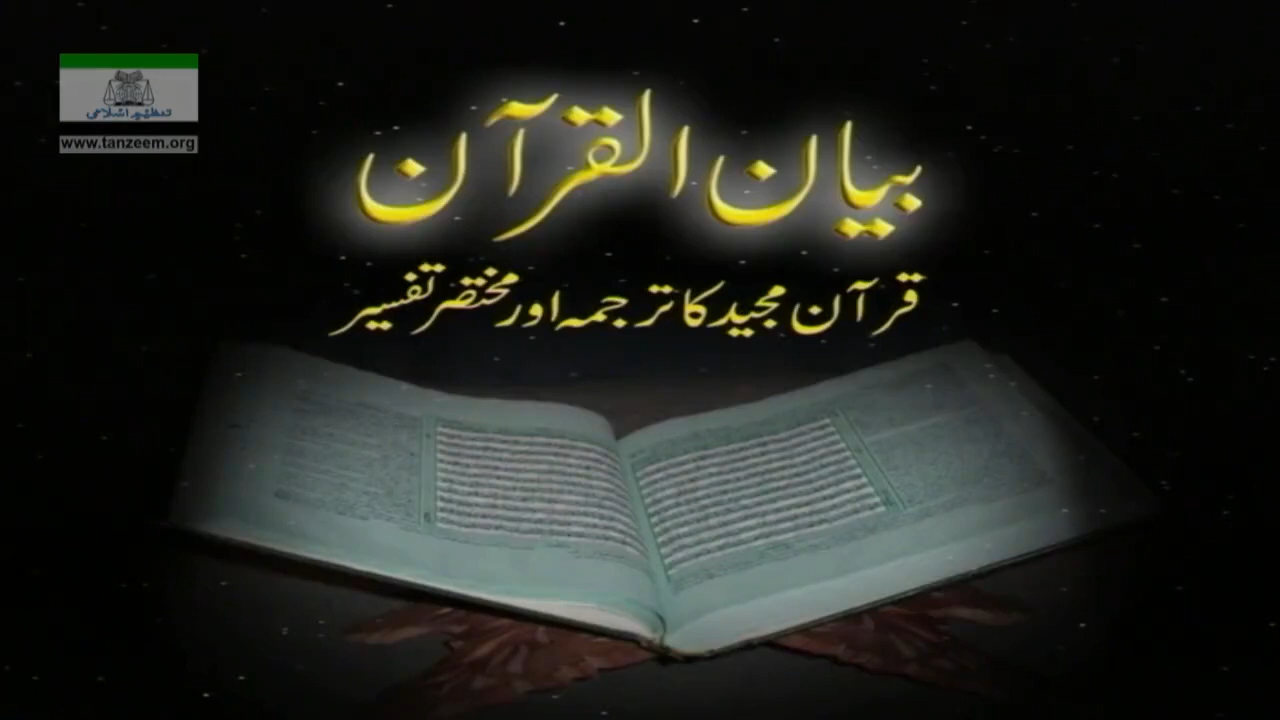 تنظیمِ اسلامی
www.tanzeem.org
بیان القرآن
قرآن مجید کا ترجمہ اور مختصر تفسیر